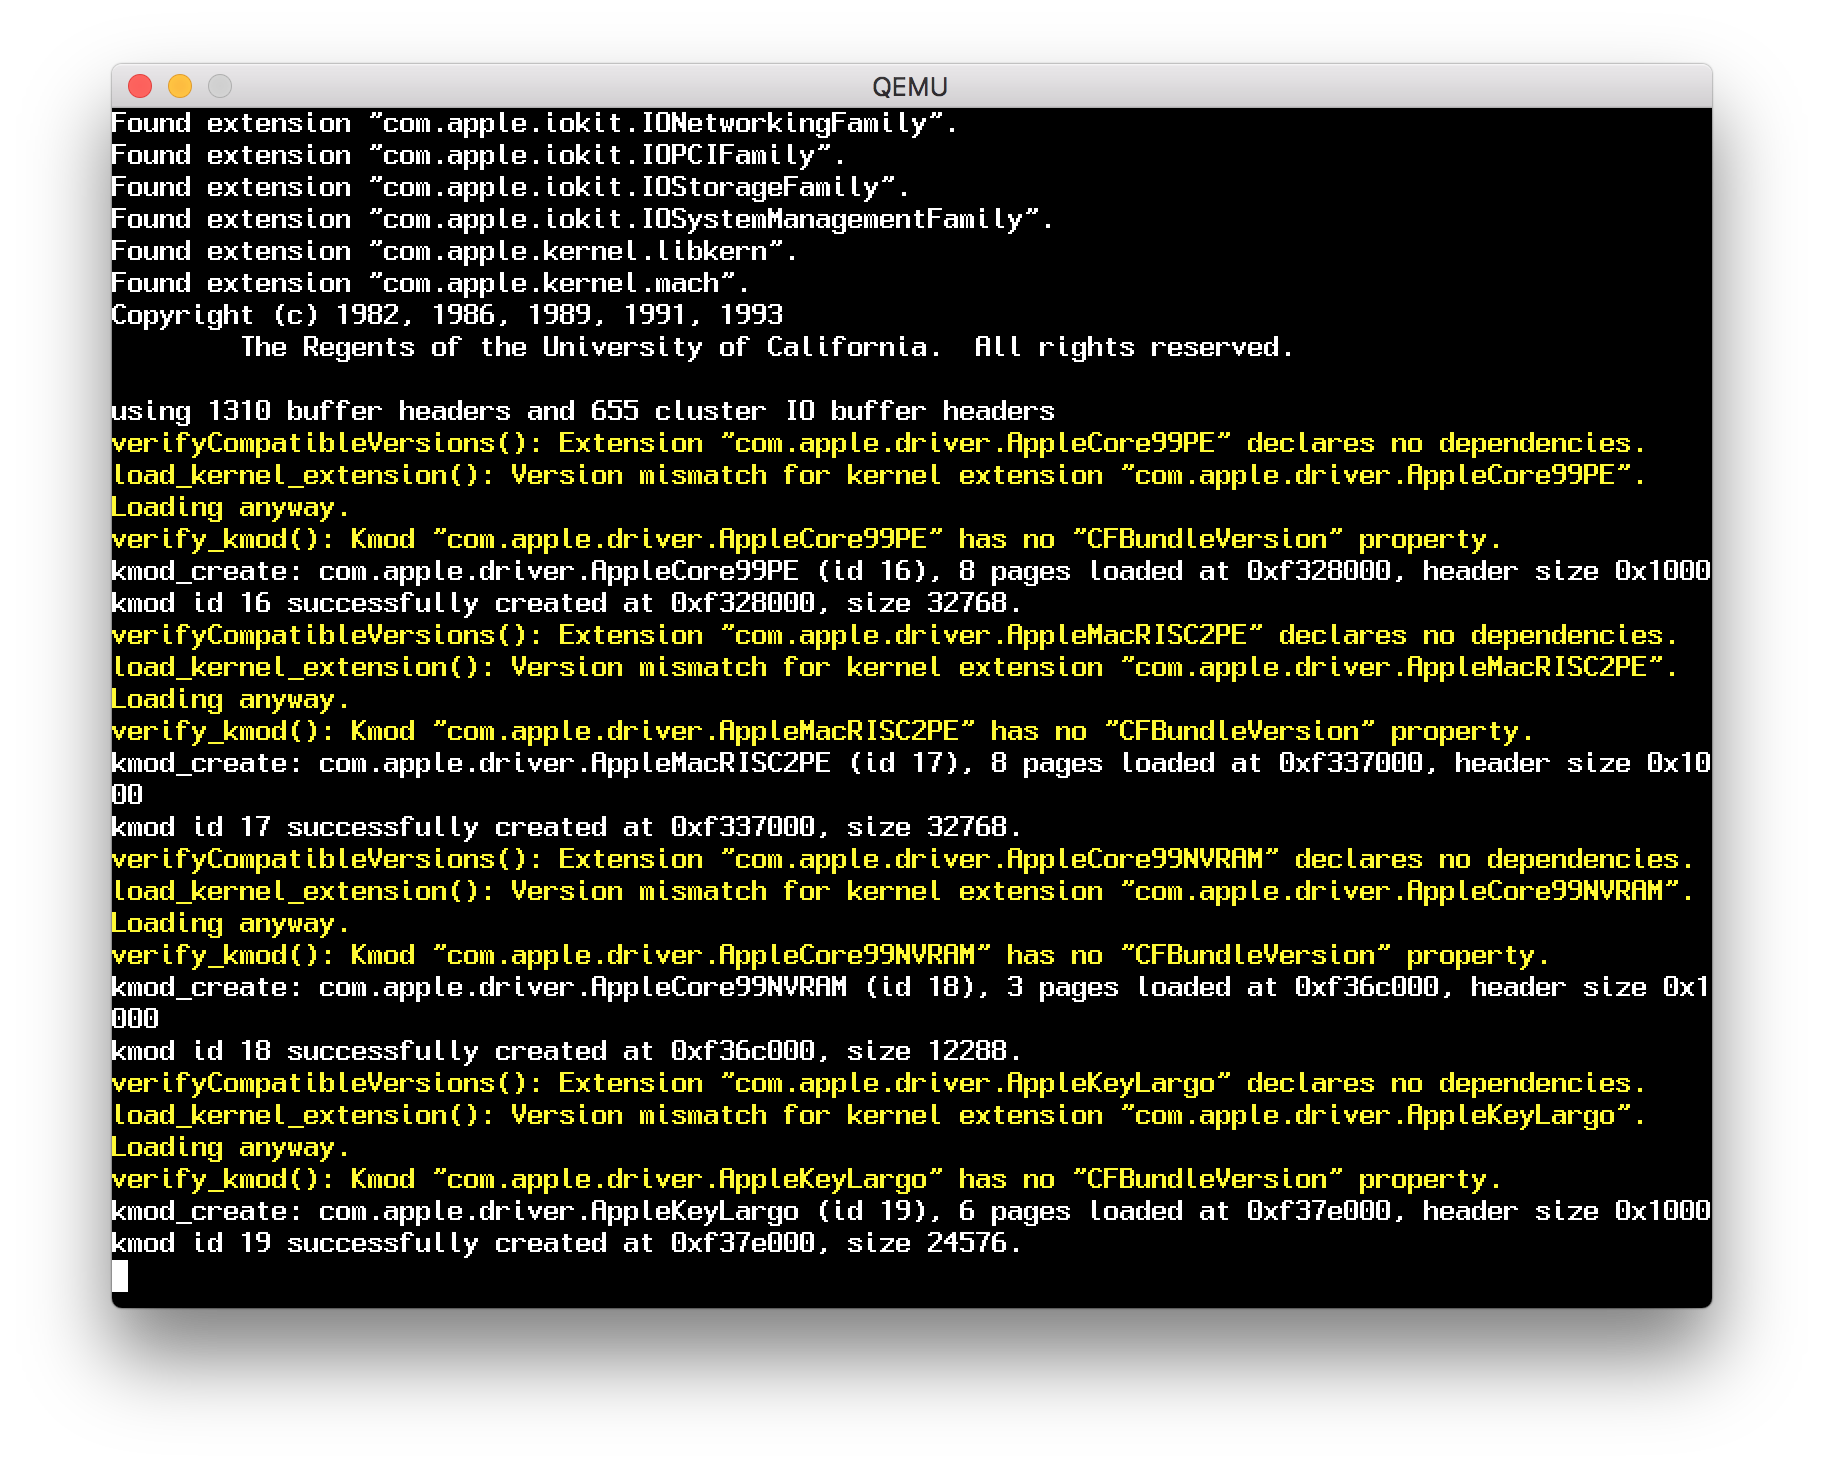 QEMU
Found extension "com.apple.iokit.IONetworkingFamily".
Found extension "com.apple.iokit.IOPCIFamily".
Found extension "com.apple.iokit.IOStorageFamily".
Found extension "com.apple.iokit.IOSystemManagementFamily".
Found extension "com.apple.kernel.libkern".
Found extension "com.apple.kernel.mach".
Copyright (c) 1982, 1986, 1989, 1991, 1993
The Regents of the University of California.  All rights reserved.
using 1310 buffer headers and 655 cluster IO buffer headers
verifyCompatibleVersions(): Extension "com.apple.driver.AppleCore99PE" declares no dependencies.
load_kernel_extension(): Version mismatch for kernel extension "com.apple.driver.AppleCore99PE".
Loading anyway.
verify_kmod(): Kmod "com.apple.driver.AppleCore99PE" has no "CFBundleVersion" property.
kmod_create: com.apple.driver.AppleCore99PE (id 16), 8 pages loaded at 0xf328000, header size 0x1000
kmod id 16 successfully created at 0xf328000, size 32768.
verifyCompatibleVersions(): Extension "com.apple.driver.AppleMacRISC2PE" declares no dependencies.
load_kernel_extension(): Version mismatch for kernel extension "com.apple.driver.AppleMacRISC2PE".
Loading anyway.
verify_kmod(): Kmod "com.apple.driver.AppleMacRISC2PE" has no "CFBundleVersion" property.
kmod_create: com.apple.driver.AppleMacRISC2PE (id 17), 8 pages loaded at 0xf337000, header size 0x10
00
kmod id 17 successfully created at 0xf337000, size 32768.
verifyCompatibleVersions(): Extension "com.apple.driver.AppleCore99NVRAM" declares no dependencies.
load_kernel_extension(): Version mismatch for kernel extension "com.apple.driver.AppleCore99NVRAM".
Loading anyway.
verify_kmod(): Kmod "com.apple.driver.AppleCore99NVRAM" has no "CFBundleVersion" property.
kmod_create: com.apple.driver.AppleCore99NVRAM (id 18), 3 pages loaded at 0xf36c000, header size 0x1
000
kmod id 18 successfully created at 0xf36c000, size 12288.
verifyCompatibleVersions(): Extension "com.apple.driver.AppleKeyLargo" declares no dependencies.
load_kernel_extension(): Version mismatch for kernel extension "com.apple.driver.AppleKeyLargo".
Loading anyway.
verify_kmod(): Kmod "com.apple.driver.AppleKeyLargo" has no "CFBundleVersion" property.
kmod_create: com.apple.driver.AppleKeyLargo (id 19), 6 pages loaded at 0xf37e000, header size 0x1000
kmod id 19 successfully created at 0xf37e000, size 24576.